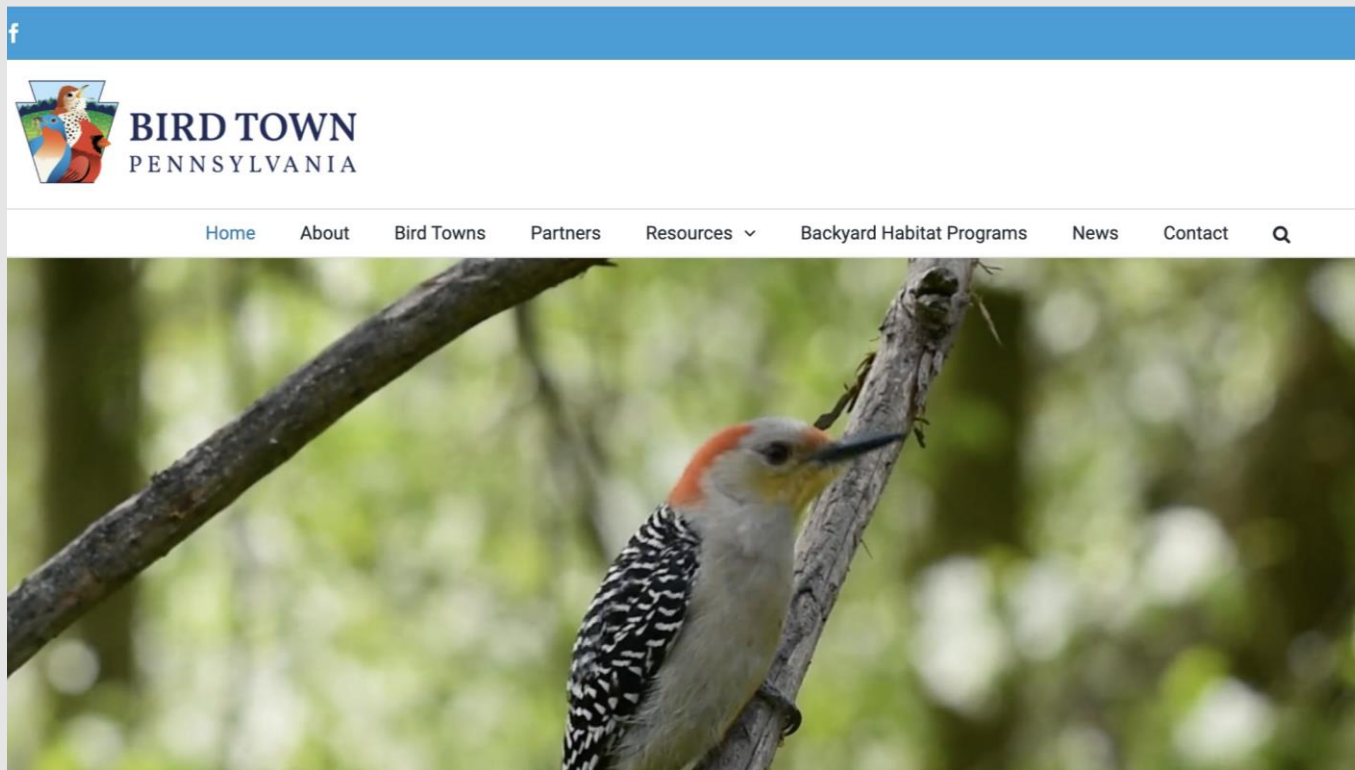 f
BIRD TOWN
PENNSYLVANIA
Home About Bird Towns Partners Resources Backyard Habitat Programs News Contact